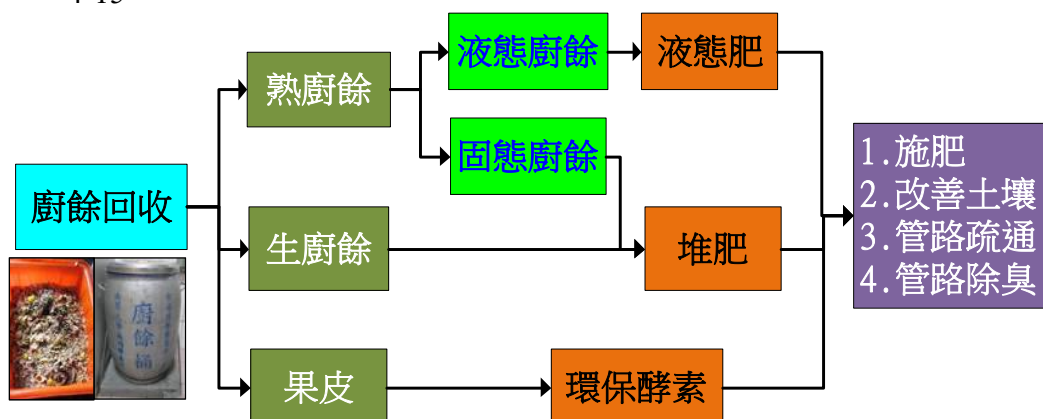 液態廚餘
液態肥
熟廚餘
固態廚餘
廚餘回收
生廚餘
堆肥
果皮
環保酵素
1.施肥
2.改善土壤
3.管路疏通
4.管路除臭
廚餘桶